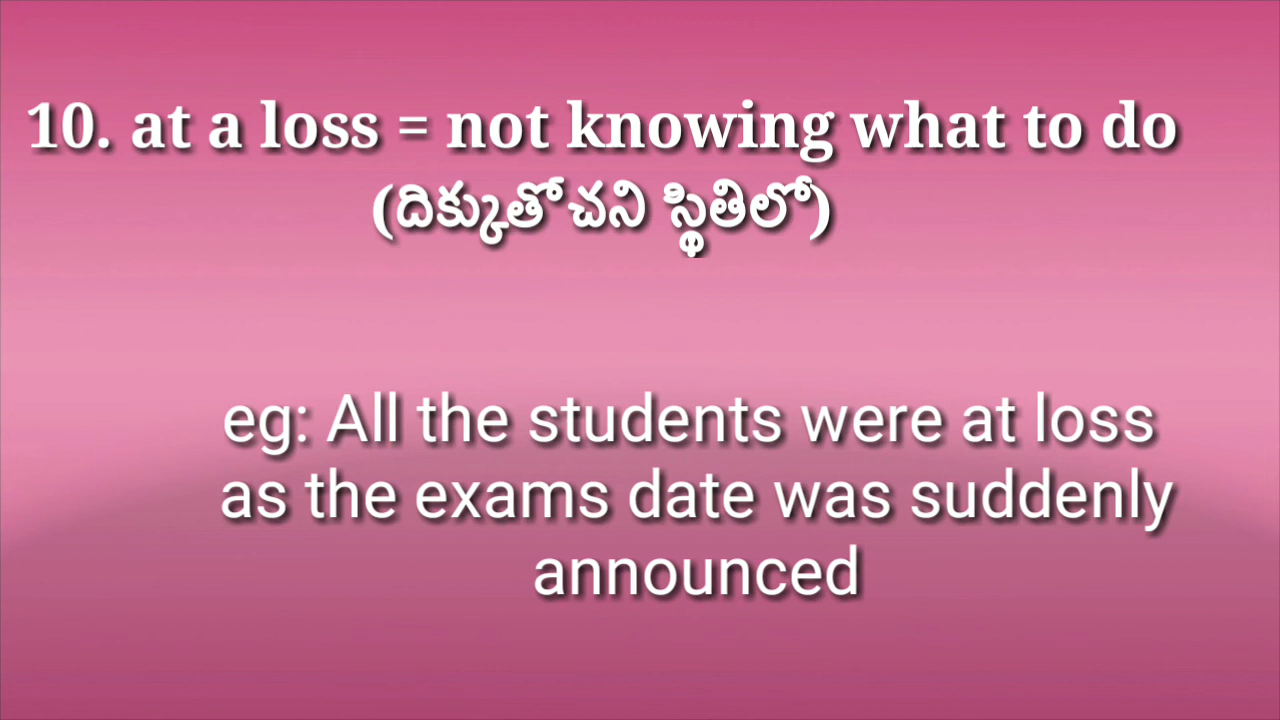 10. at a loss = not knowing what to do
(దిక్కుతోచని స్థితిలో)
eg: All the students were at loss
as the exams date was suddenly
announced